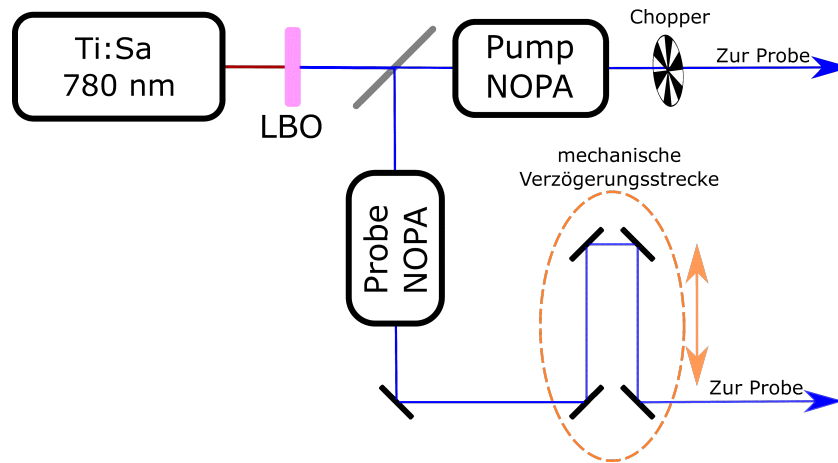 Ti:Sa
780 nm
LBO
Pump
NOPA
Chopper
Zur Probe
Probe
NOPA
mechanische
Verzögerungsstrecke
Zur Probe